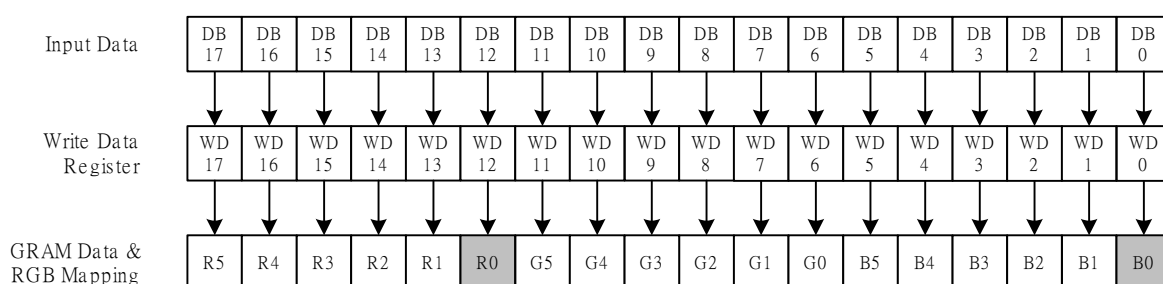 Input Data
DB 17 DB 16 DB 15 DB 14 DB 13 DB 12 DB 11 DB 10 DB 9 DB 8 DB 7 DB 6 DB 5 DB 4 DB 3 DB 2 DB 1 DB 0
Write Data
Register
WD 17 WD 16 WD 15 WD 14 WD 13 WD 12 WD 11 WD 10 WD 9 WD 8 WD 7 WD 6 WD 5 WD 4 WD 3 WD 2 WD 1 WD 0
GRAM Data &
RGB Mapping
R5 R4 R3 R2 R1 R0 G5 G4 G3 G2 G1 G0 B5 B4 B3 B2 B1 B0